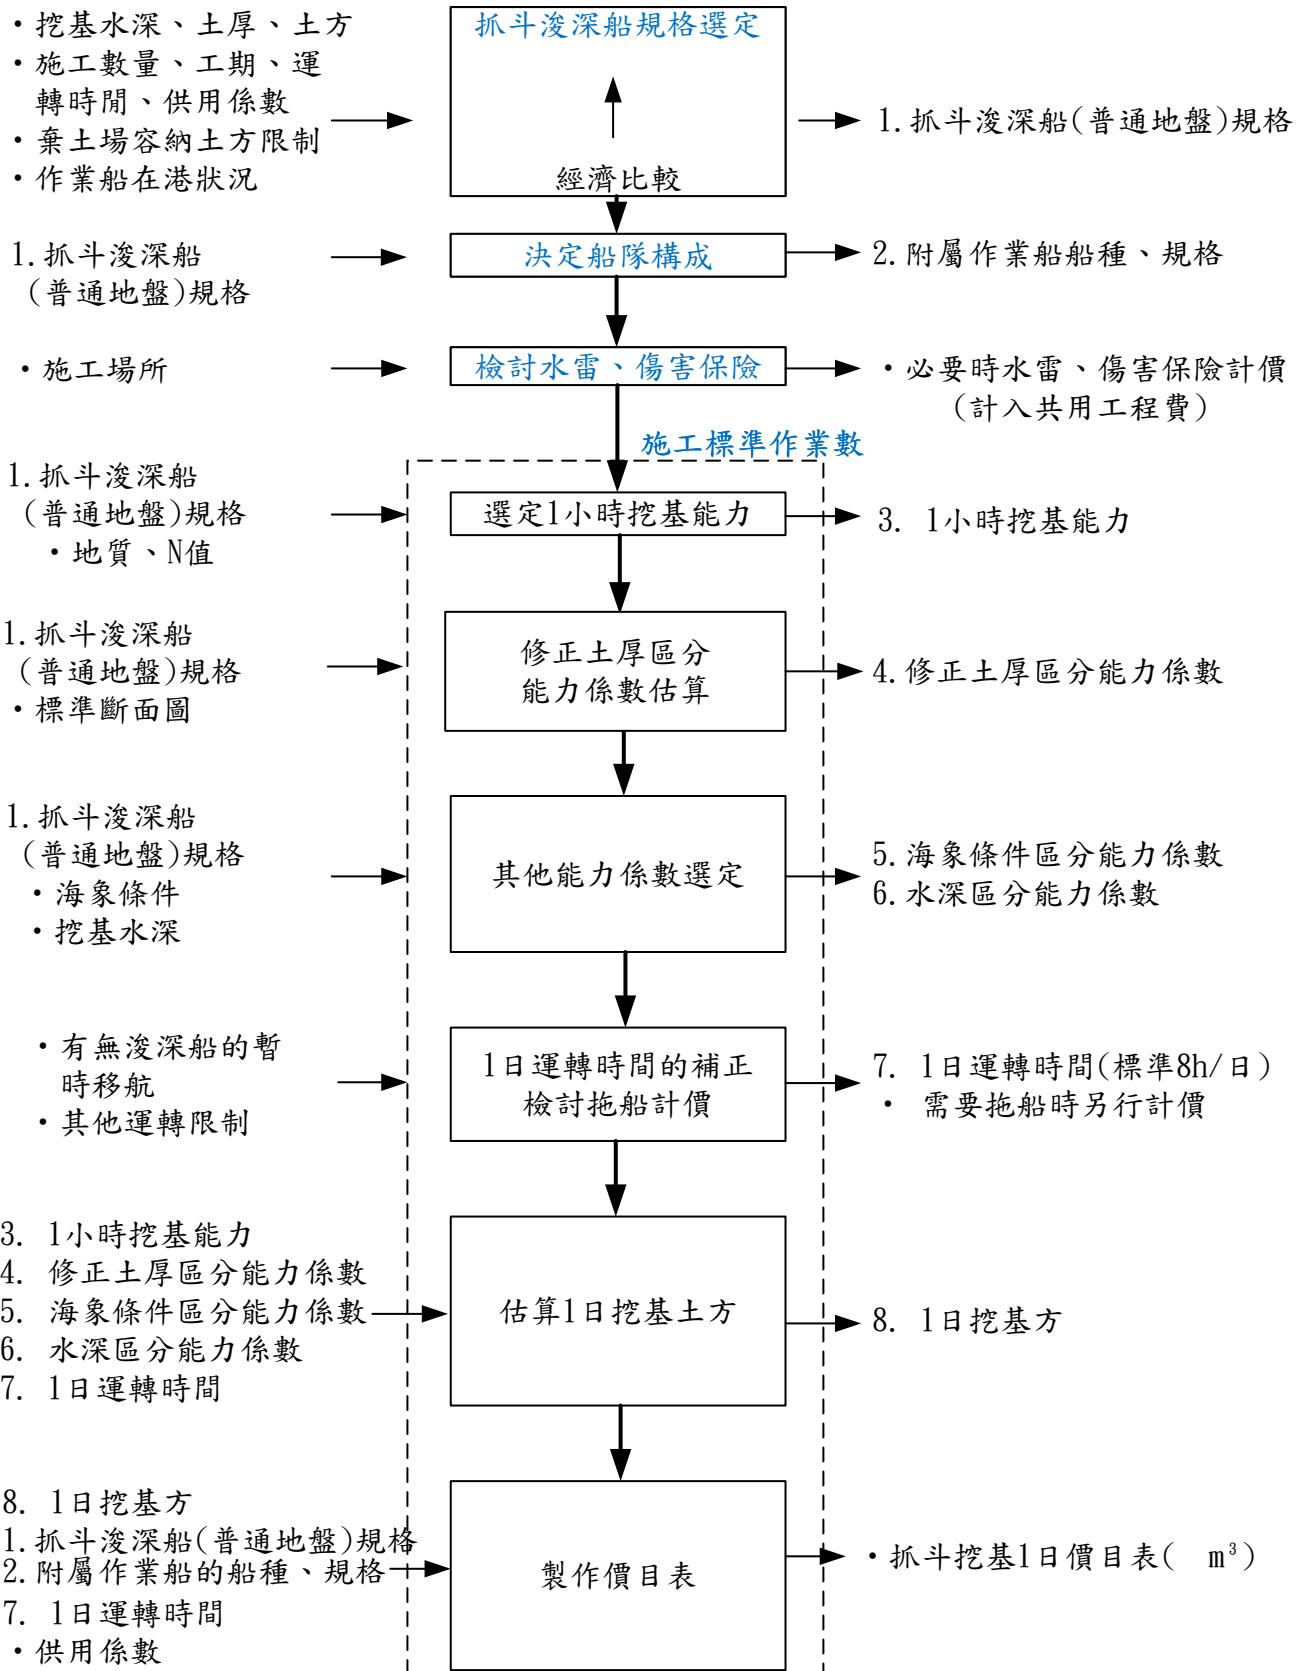 ・挖基水深、土厚、土方
・施工數量、工期、運
轉時間、供用係數
・棄土場容納土方限制
・作業船在港狀況
抓斗浚深船規格選定
經濟比較
1.抓斗浚深船(普通地盤)規格
1.抓斗浚深船
(普通地盤)規格
決定船隊構成
2.附屬作業船船種、規格
・施工場所
檢討水雷、傷害保險
・必要時水雷、傷害保險計價
(計入共用工程費)
施工標準作業數
1.抓斗浚深船
(普通地盤)規格
・地質、N值
選定1小時挖基能力
3. 1小時挖基能力
1.抓斗浚深船
(普通地盤)規格
・標準斷面圖
修正土厚區分
能力係數估算
4.修正土厚區分能力係數
1.抓斗浚深船
(普通地盤)規格
・海象條件
・挖基水深
其他能力係數選定
5.海象條件區分能力係數
6.水深區分能力係數
・有無浚深船的暫
時移航
・其他運轉限制
1日運轉時間的補正
檢討拖船計價
7. 1日運轉時間(標準8h/日)
・ 需要拖船時另行計價
3. 1小時挖基能力
4. 修正土厚區分能力係數
5. 海象條件區分能力係數
6. 水深區分能力係數
7. 1日運轉時間
估算1日挖基土方
8. 1日挖基方
8. 1日挖基方
1.抓斗浚深船(普通地盤)規格
2.附屬作業船的船種、規格
7. 1日運轉時間
・供用係數
製作價目表
・抓斗挖基1日價目表( m³)